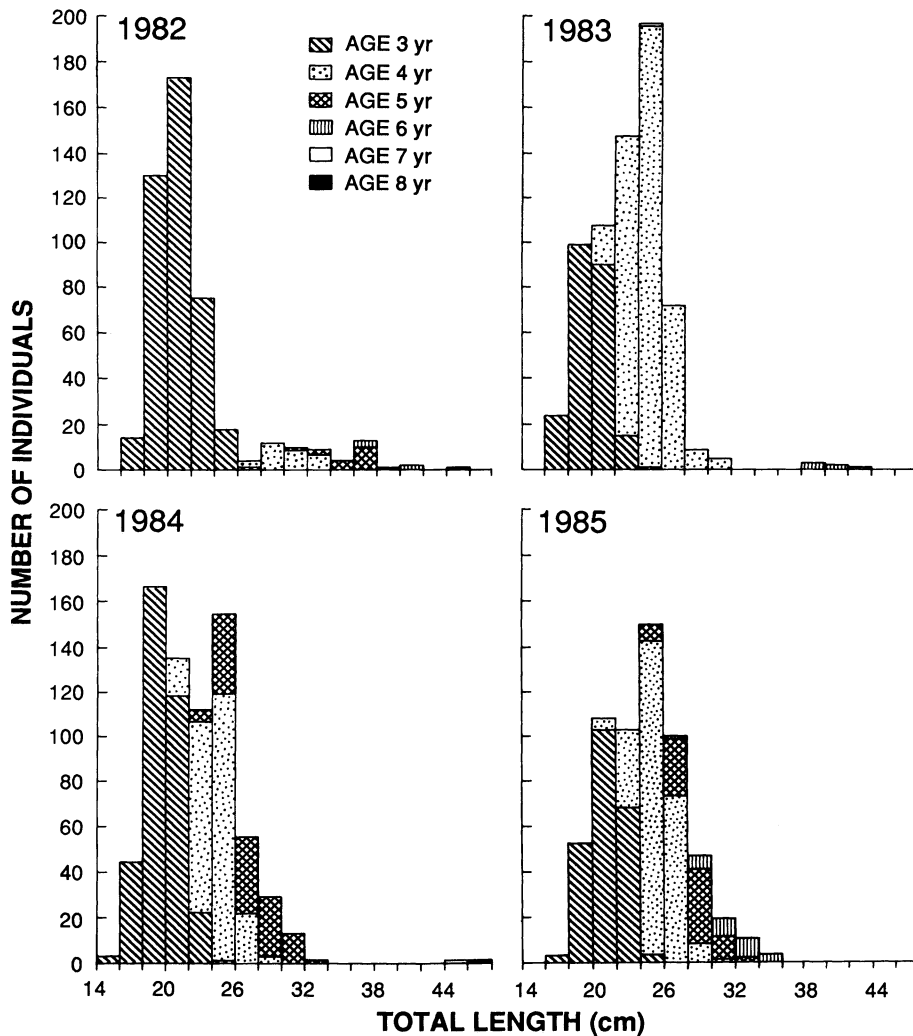 1982
200
180
160
140
120
100
80
60
40
20
0
AGE 3 yr
AGE 4 yr
AGE 5 yr
AGE 6 yr
AGE 7 yr
AGE 8 yr
1983
NUMBER OF INDIVIDUALS
1984
200
180
160
140
120
100
80
60
40
20
0
1985
14 20 26 32 38 44
14 20 26 32 38 44
TOTAL LENGTH (cm)